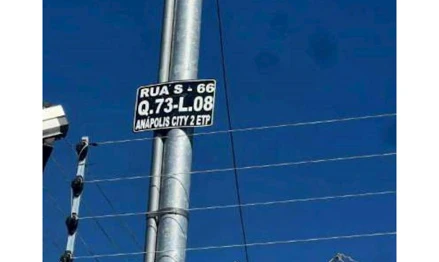 RUA S - 66
Q.73-L.08
ANÁPOLIS CITY 2 ETP